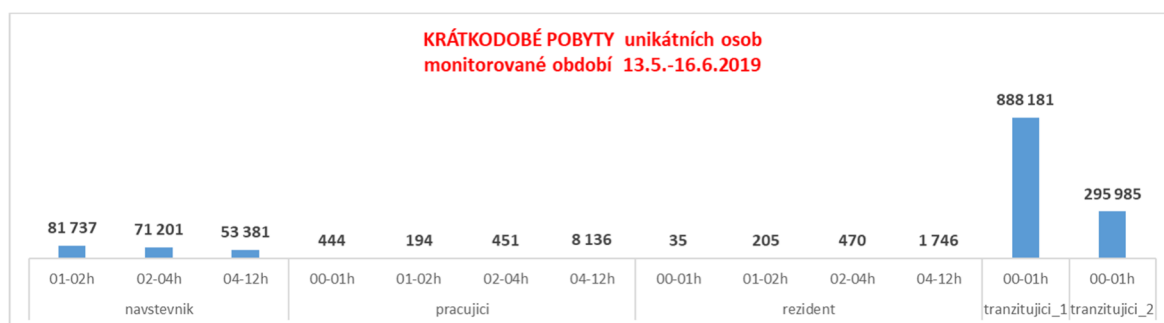 KRÁTKODOBÉ POBYTY unikátních osob
monitorované období 13.5.-16.6.2019
888 181
295 985
81 737 71 201 53 381 444 194 451 8 136 35 205 470 1 746
01-02h 02-04h 04-12h 00-01h 01-02h 02-04h 04-12h 00-01h 01-02h 02-04h 04-12h 00-01h 00-01h
navstevnik pracujici rezident tranzitujici_1 tranzitujici_2